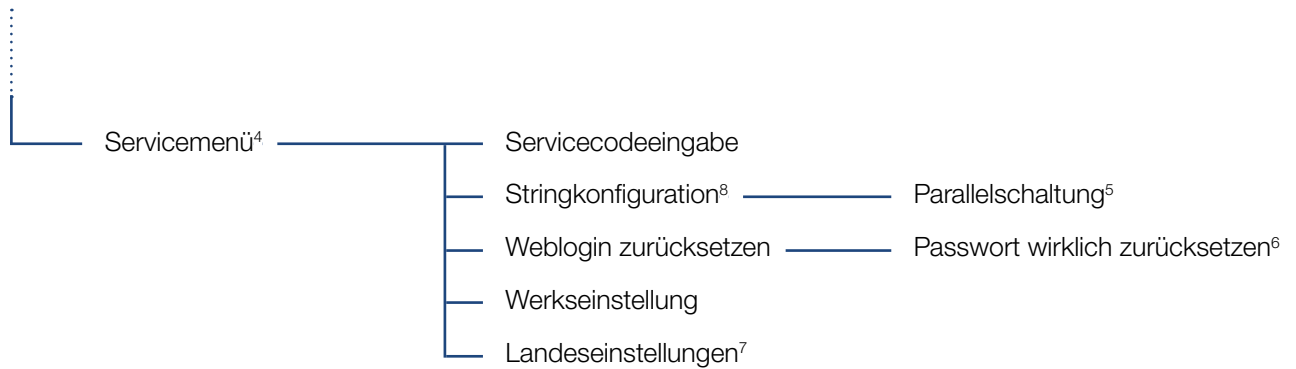 Servicemenü⁴ Servicecodeeingabe
Stringkonfiguration⁸ Parallelschaltung⁵
Weblogin zurücksetzen Passwort wirklich zurücksetzen⁶
Werkseinstellung
Landeseinstellungen⁷